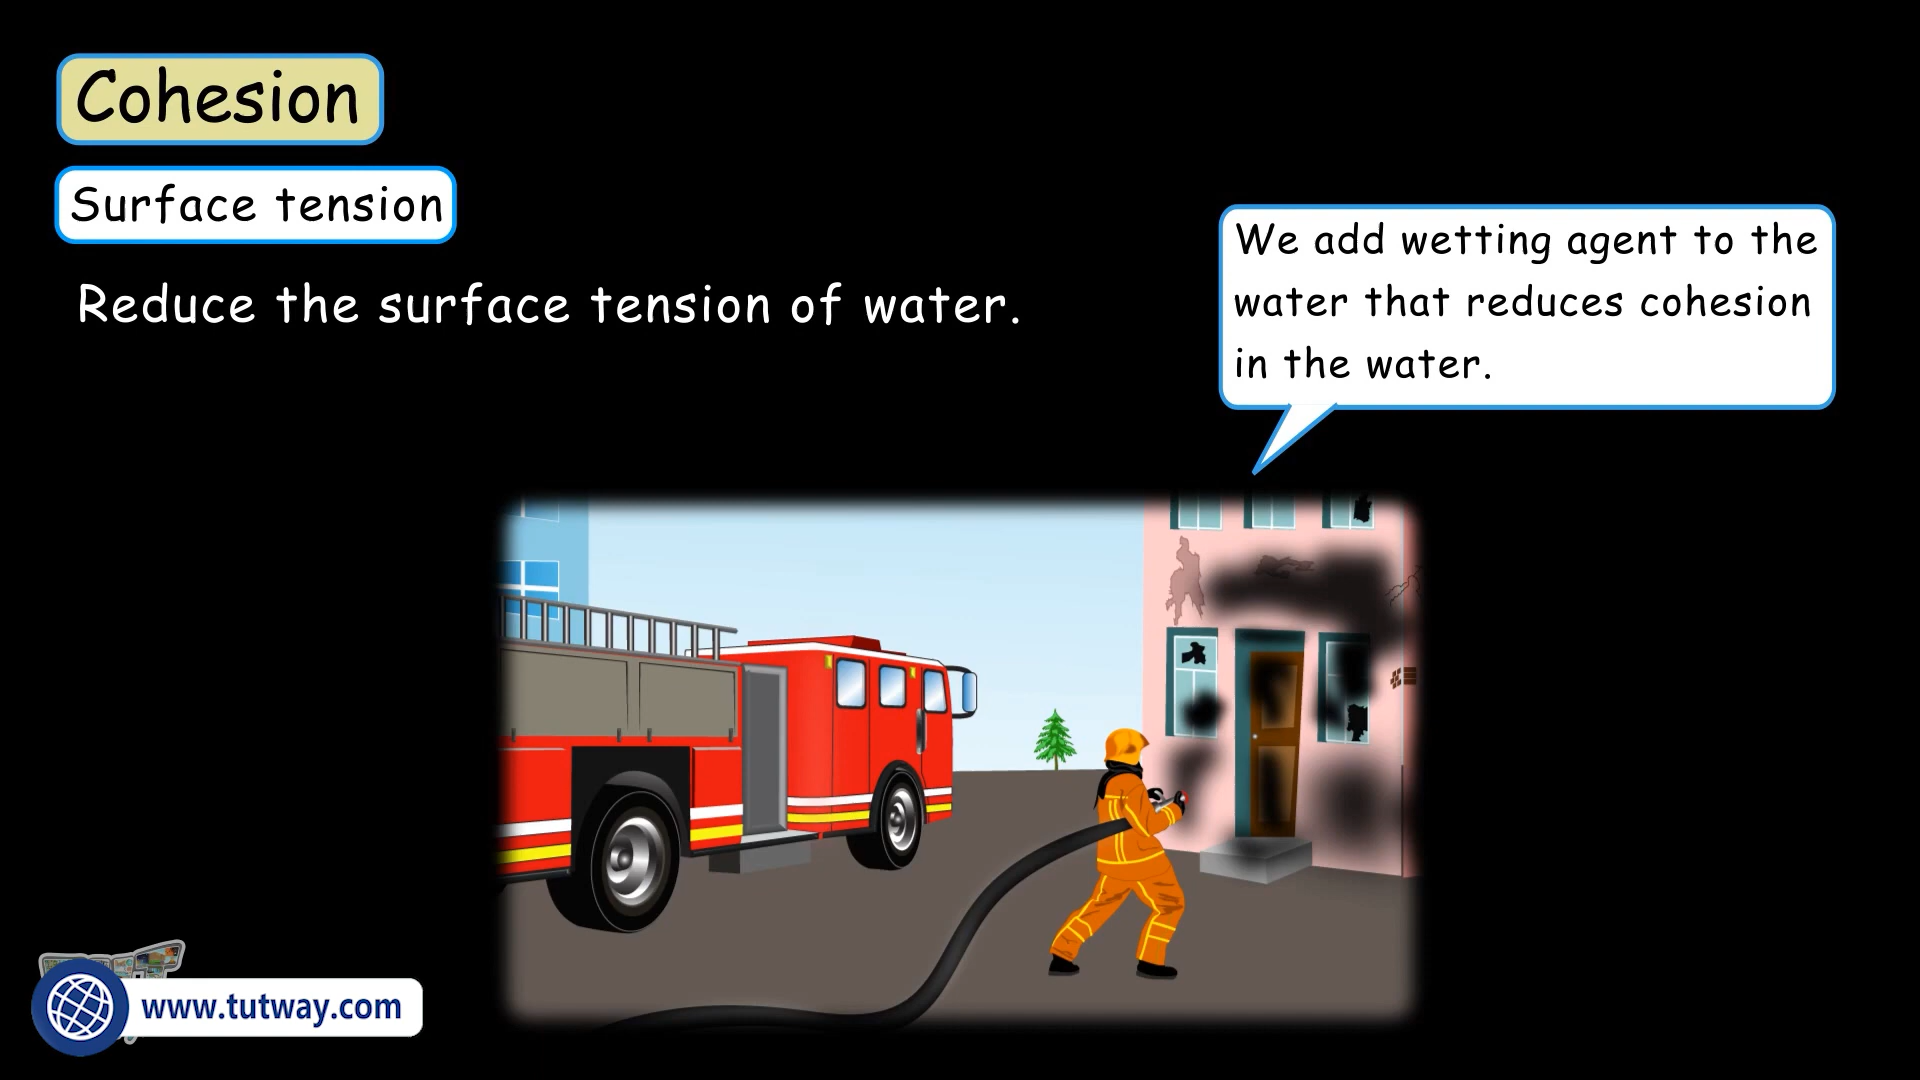 Cohesion
Surface tension
Reduce the surface tension of water.
We add wetting agent to the
water that reduces cohesion
in the water.
www.tutway.com